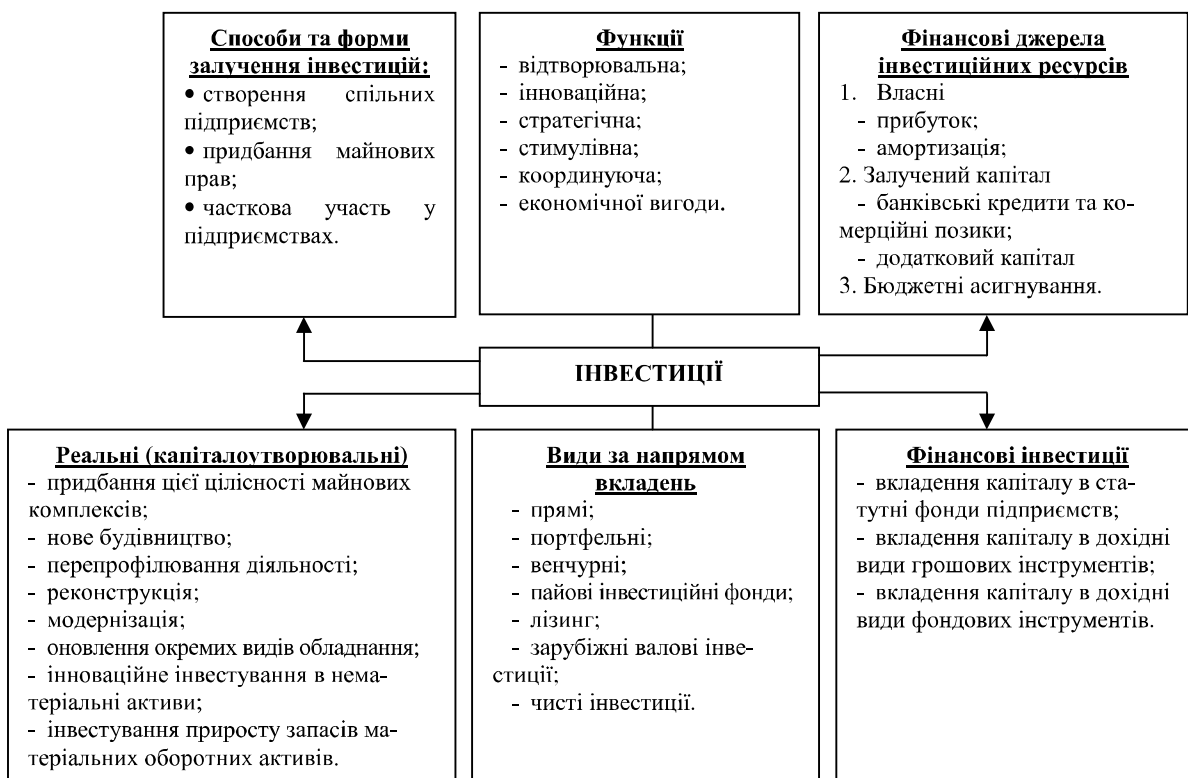 Способи та форми
залучення інвестицій:
• створення спільних
підприємств;
• придбання майнових
прав;
• часткова участь у
підприємствах.
Функції
- відтворювальна;
- інноваційна;
- стратегічна;
- стимулівна;
- координуюча;
- економічної вигоди.
Фінансові джерела
інвестиційних ресурсів
1. Власні
- прибуток;
- амортизація;
2. Залучений капітал
- банківські кредити та ко-
мерційні позики;
- додатковий капітал
3. Бюджетні асигнування.
ІНВЕСТИЦІЇ
Реальні (капіталоутворювальні)
- придбання цієї цілісності майнових
комплексів;
- нове будівництво;
- перепрофілювання діяльності;
- реконструкція;
- модернізація;
- оновлення окремих видів обладнання;
- інноваційне інвестування в нема-
теріальні активи;
- інвестування приросту запасів ма-
теріальних оборотних активів.
Види за напрямом
вкладень
- прямі;
- портфельні;
- венчурні;
- пайові інвестиційні фонди;
- лізинг;
- зарубіжні валові інве-
стиції;
- чисті інвестиції.
Фінансові інвестиції
- вкладення капіталу в ста-
тутні фонди підприємств;
- вкладення капіталу в дохідні
види грошових інструментів;
- вкладення капіталу в дохідні
види фондових інструментів.